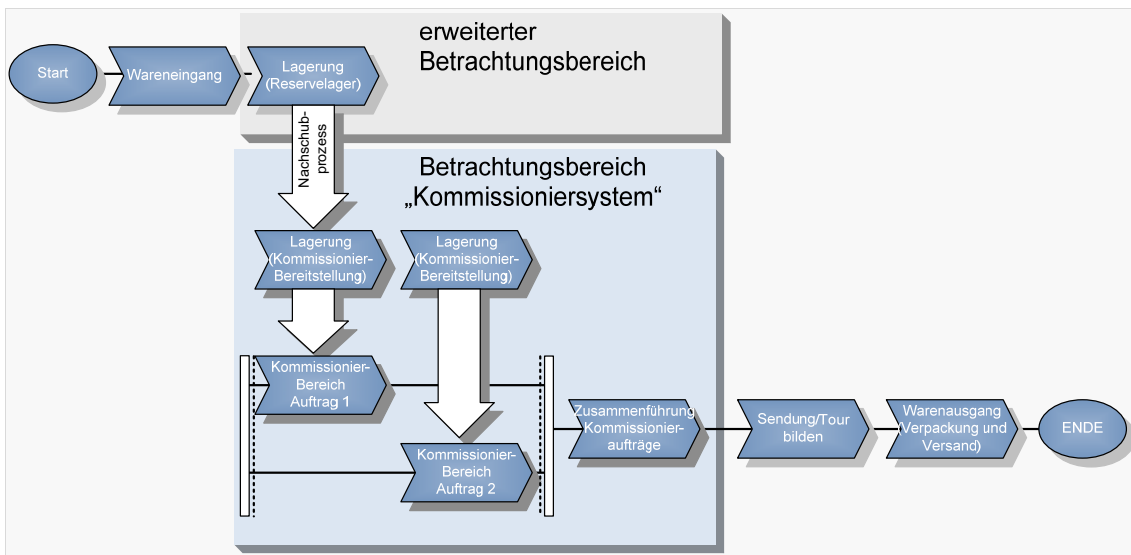 erweiterter
Betrachtungsbereich
Start
Wareneingang
Lagerung
(Reservelager)
Nachschub-
prozess
Betrachtungsbereich
„Kommissioniersystem“
Lagerung
(Kommissionier-
Bereitstellung)
Lagerung
(Kommissionier-
Bereitstellung)
Kommissionier-
Bereich
Auftrag 1
Kommissionier-
Bereich
Auftrag 2
Zusammenführung
Kommissionier-
aufträge
Sendung/Tour
bilden
Warenausgang
(Verpackung und
Versand)
ENDE